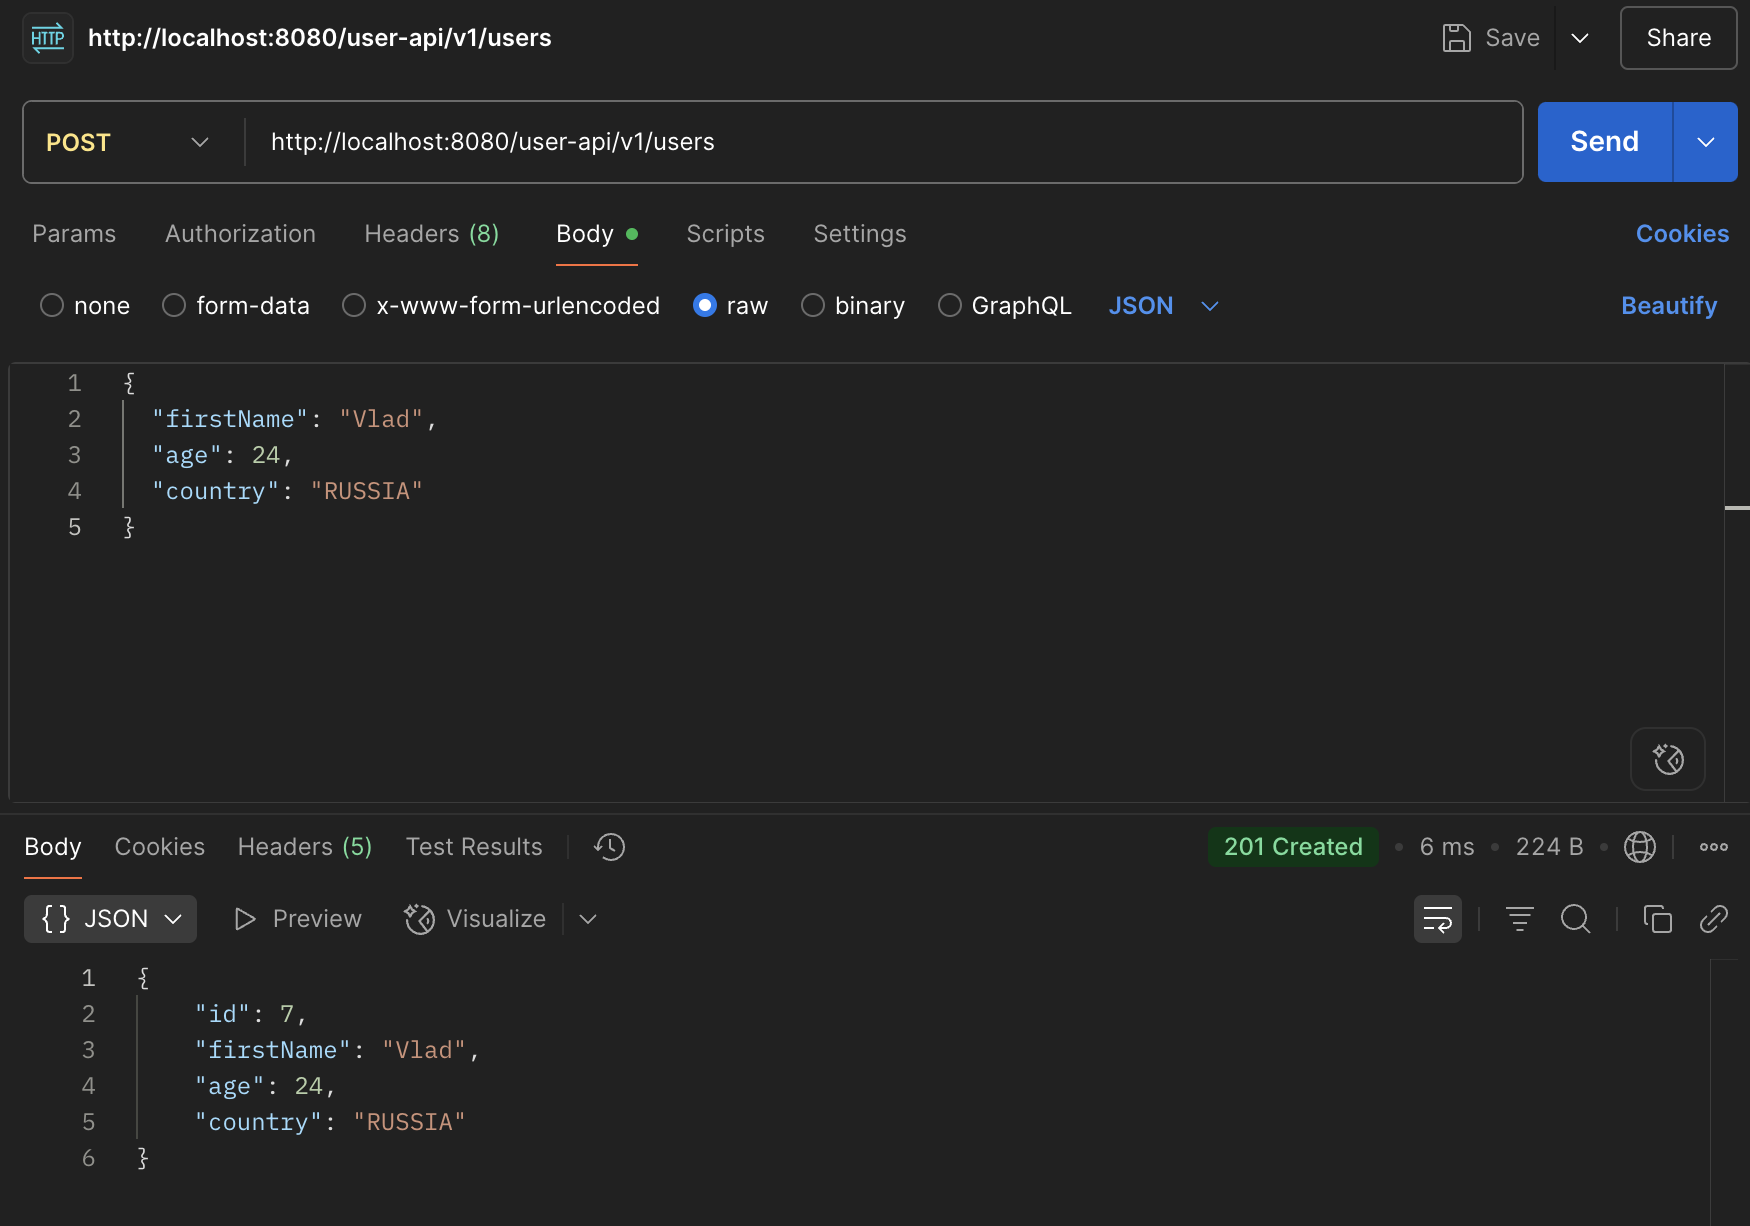 HTTP http://localhost:8080/user-api/v1/users Save Share
POST http://localhost:8080/user-api/v1/users Send
Params Authorization Headers (8) Body Scripts Settings Cookies
none form-data x-www-form-urlencoded raw binary GraphQL JSON Beautify
1 {
2 "firstName": "Vlad",
3 "age": 24,
4 "country": "RUSSIA"
5 }
Body Cookies Headers (5) Test Results 201 Created • 6 ms • 224 B •
{ } JSON Preview Visualize
1 {
2 "id": 7,
3 "firstName": "Vlad",
4 "age": 24,
5 "country": "RUSSIA"
6 }